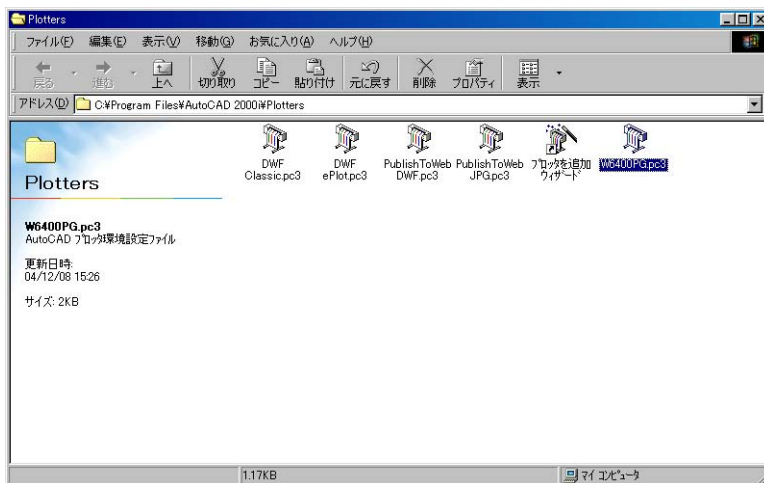 Plotters
ファイル(F) 編集(E) 表示(V) 移動(G) お気に入り(A) ヘルプ(H)
戻る 進む 上へ 切り取り コピー 貼り付け 元に戻す 削除 プロパティ 表示
アドレス(D) C:¥Program Files¥AutoCAD 2000i¥Plotters
DWF Classic.pc3
DWF ePlot.pc3
PublishToWeb DWF.pc3
PublishToWeb JPG.pc3
プロッタを追加 ウィザード
W6400PG.pc3
Plotters
W6400PG.pc3
AutoCAD プロッタ環境設定ファイル
更新日時:
04/12/08 15:26
サイズ: 2KB
1.17KB
マイ コンピュータ